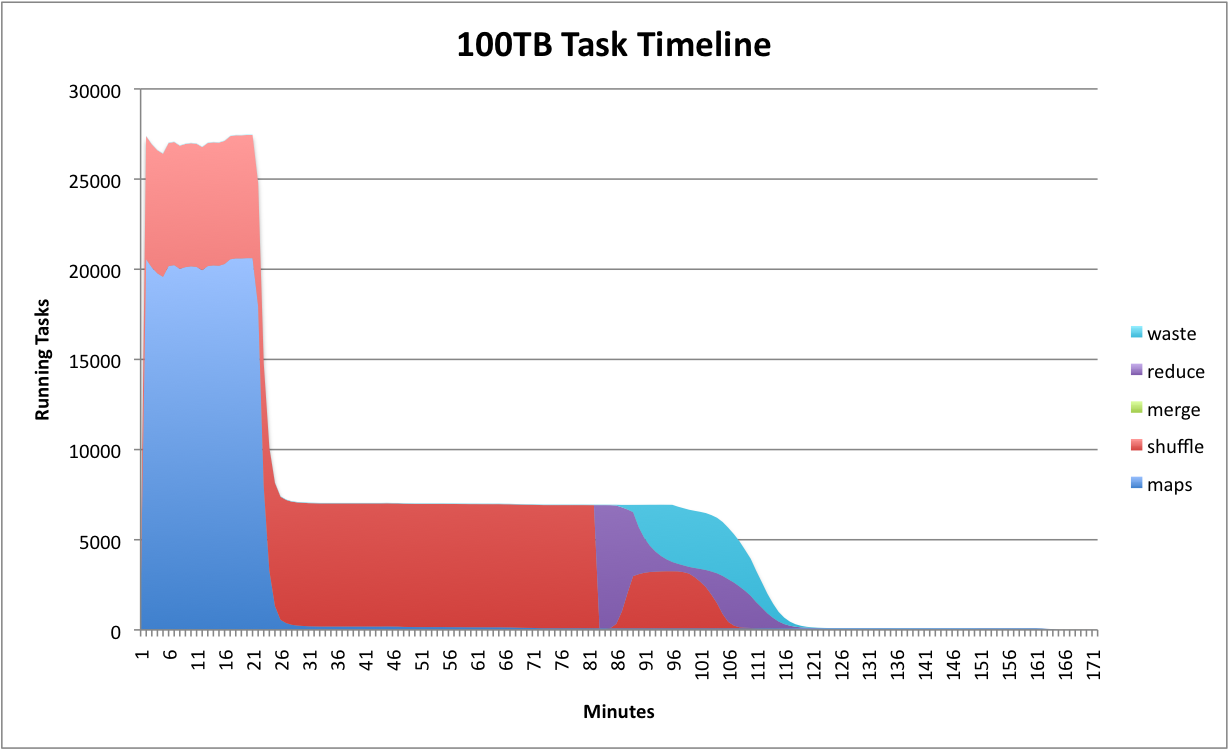 100TB Task Timeline
30000
25000
20000
15000
10000
5000
0
Running Tasks
waste
reduce
merge
shuffle
maps
1 6 11 16 21 26 31 36 41 46 51 56 61 66 71 76 81 86 91 96 101 106 111 116 121 126 131 136 141 146 151 156 161 166 171
Minutes